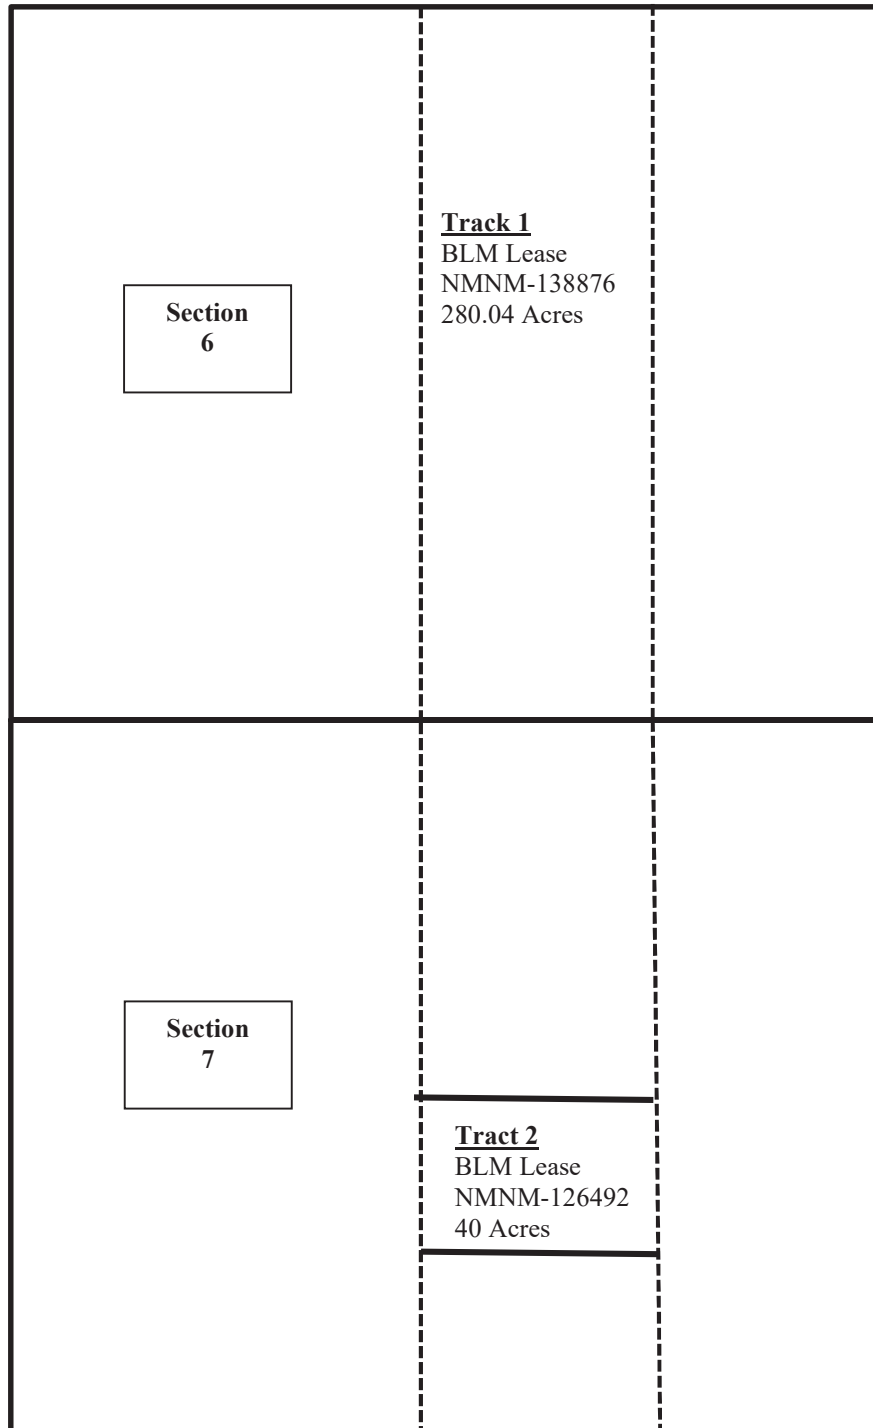 Track 1
BLM Lease
NMNM-138876
280.04 Acres
Section
6
Section
7
Tract 2
BLM Lease
NMNM-126492
40 Acres